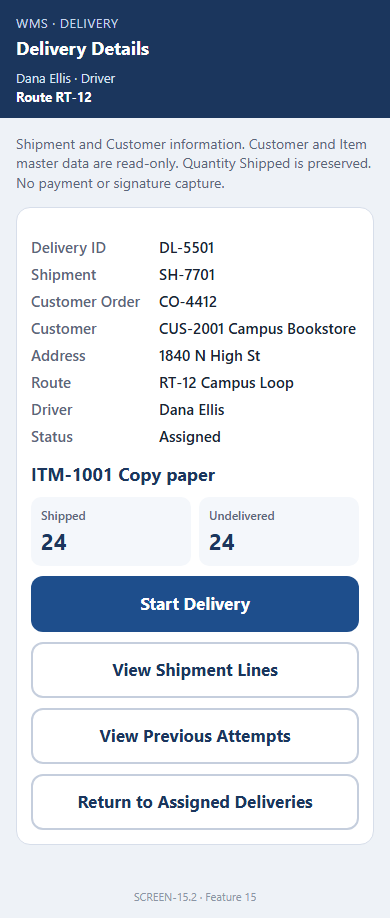 WMS · DELIVERY
Delivery Details
Dana Ellis · Driver
Route RT-12
Shipment and Customer information. Customer and Item
master data are read-only. Quantity Shipped is preserved.
No payment or signature capture.
Delivery ID DL-5501
Shipment SH-7701
Customer Order CO-4412
Customer CUS-2001 Campus Bookstore
Address 1840 N High St
Route RT-12 Campus Loop
Driver Dana Ellis
Status Assigned
ITM-1001 Copy paper
Shipped Undelivered
24 24
Start Delivery
View Shipment Lines
View Previous Attempts
Return to Assigned Deliveries
SCREEN-15.2 · Feature 15